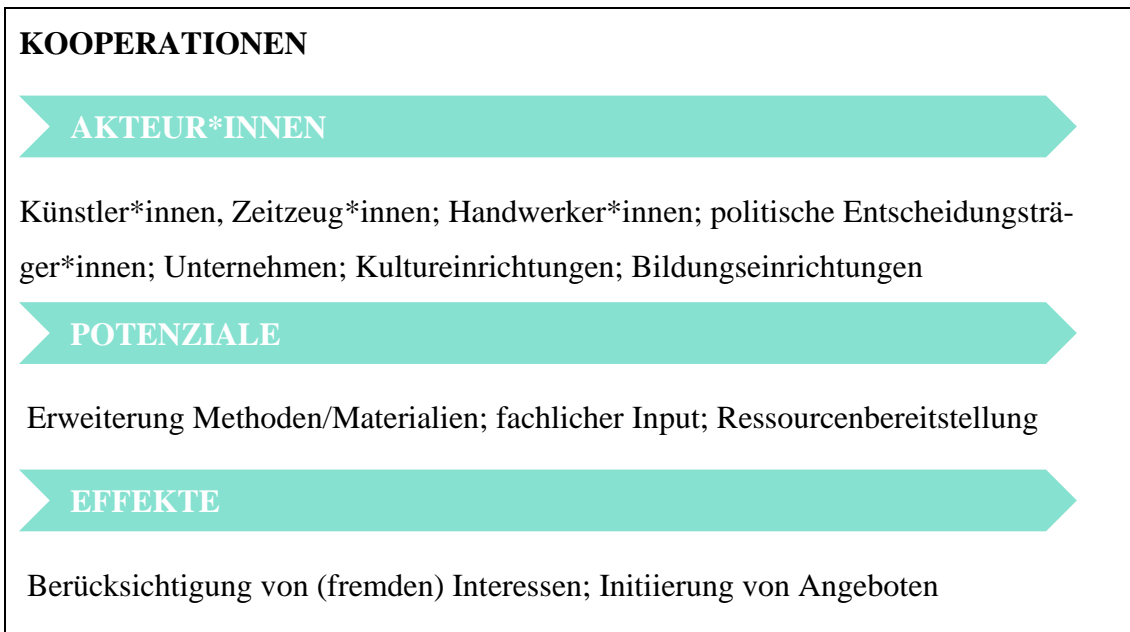 KOOPERATIONEN
AKTEUR*INNEN
Künstler*innen, Zeitzeug*innen; Handwerker*innen; politische Entscheidungsträ-
ger*innen; Unternehmen; Kultureinrichtungen; Bildungseinrichtungen
POTENZIALE
Erweiterung Methoden/Materialien; fachlicher Input; Ressourcenbereitstellung
EFFEKTE
Berücksichtigung von (fremden) Interessen; Initiierung von Angeboten